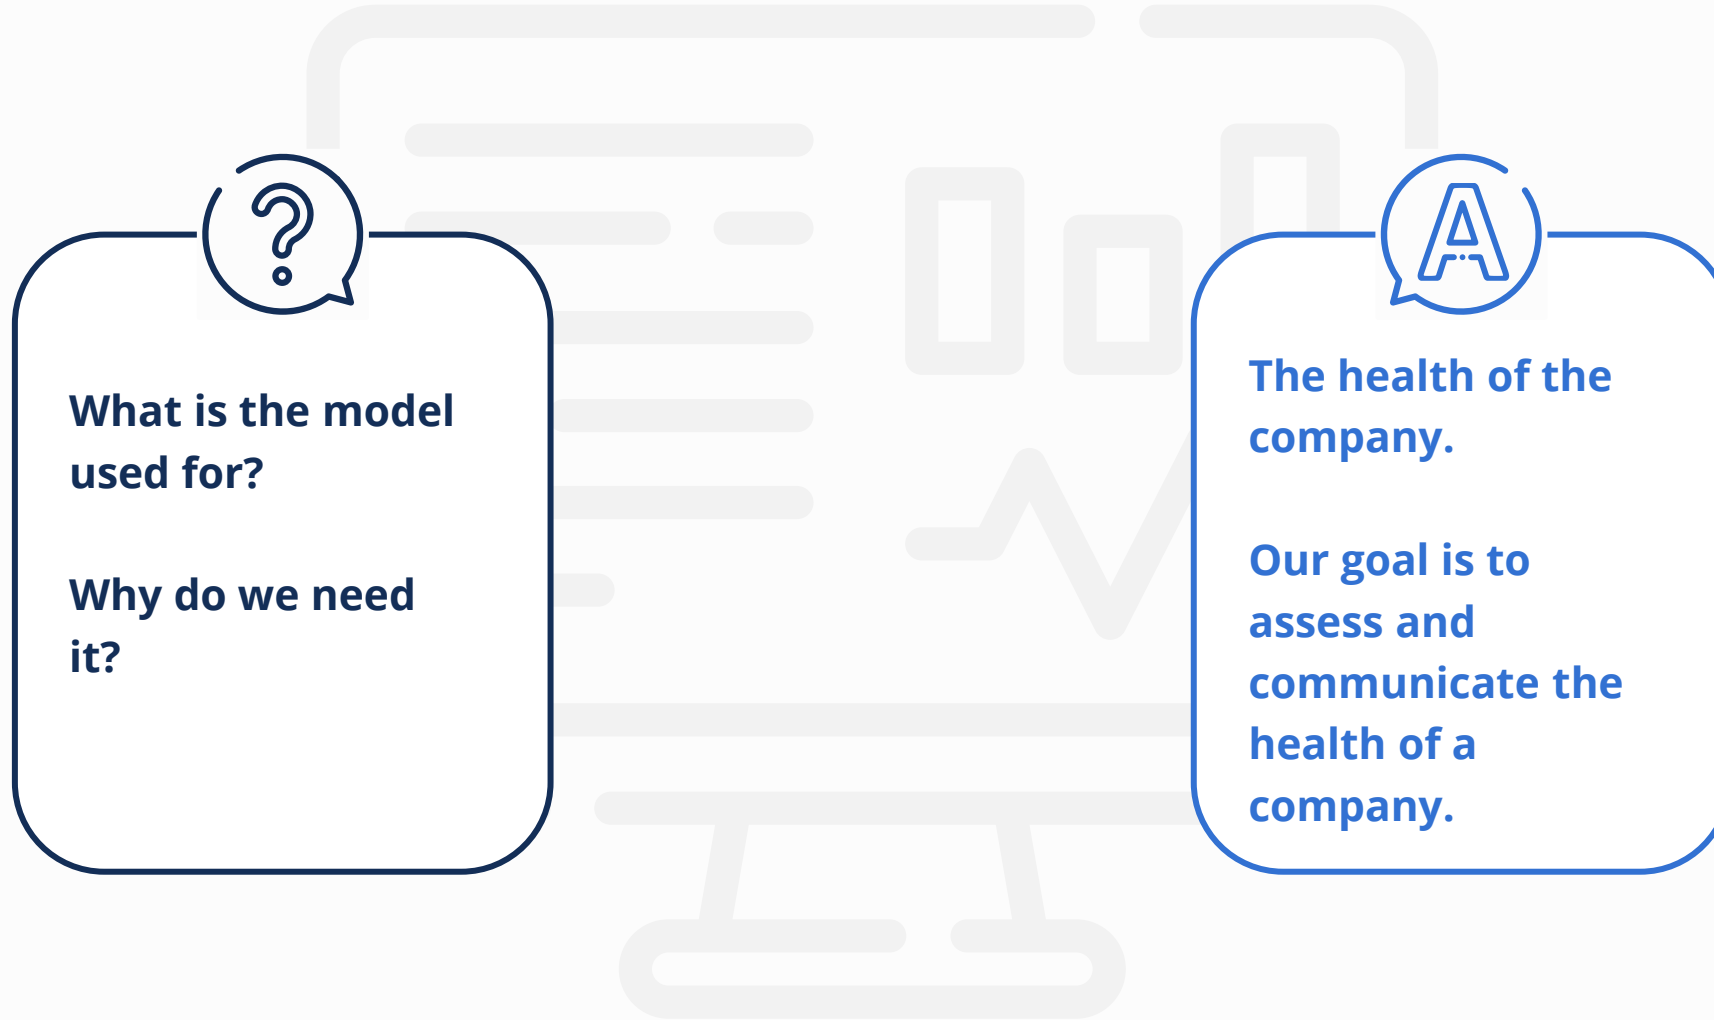 ?
What is the model
used for?
Why do we need
it?
A
The health of the
company.
Our goal is to
assess and
communicate the
health of a
company.